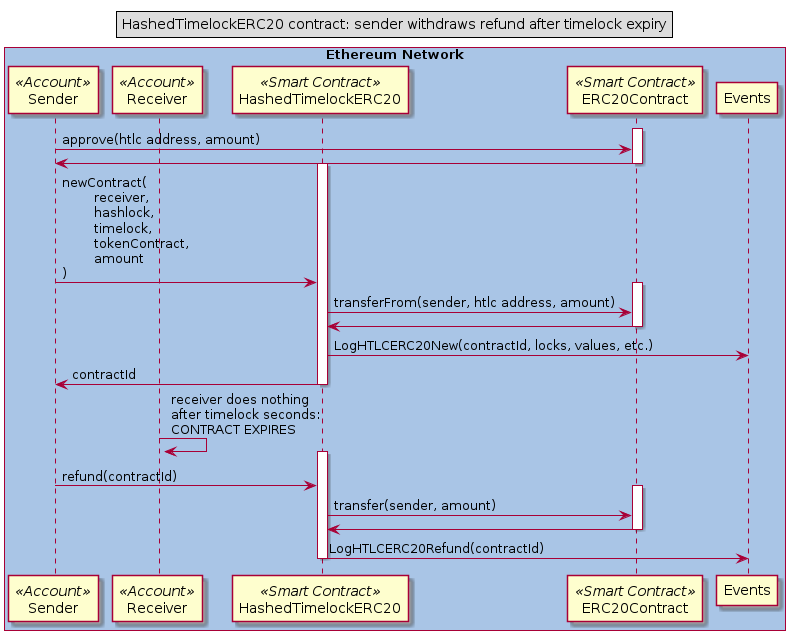 HashedTimelockERC20 contract: sender withdraws refund after timelock expiry
Ethereum Network
«Account»
Sender
«Account»
Receiver
«Smart Contract»
HashedTimelockERC20
«Smart Contract»
ERC20Contract
Events
approve(htlc address, amount)
newContract(
receiver,
hashlock,
timelock,
tokenContract,
amount
)
transferFrom(sender, htlc address, amount)
LogHTLCERC20New(contractId, locks, values, etc.)
contractId
receiver does nothing
after timelock seconds:
CONTRACT EXPIRES
refund(contractId)
transfer(sender, amount)
LogHTLCERC20Refund(contractId)
«Account»
Sender
«Account»
Receiver
«Smart Contract»
HashedTimelockERC20
«Smart Contract»
ERC20Contract
Events